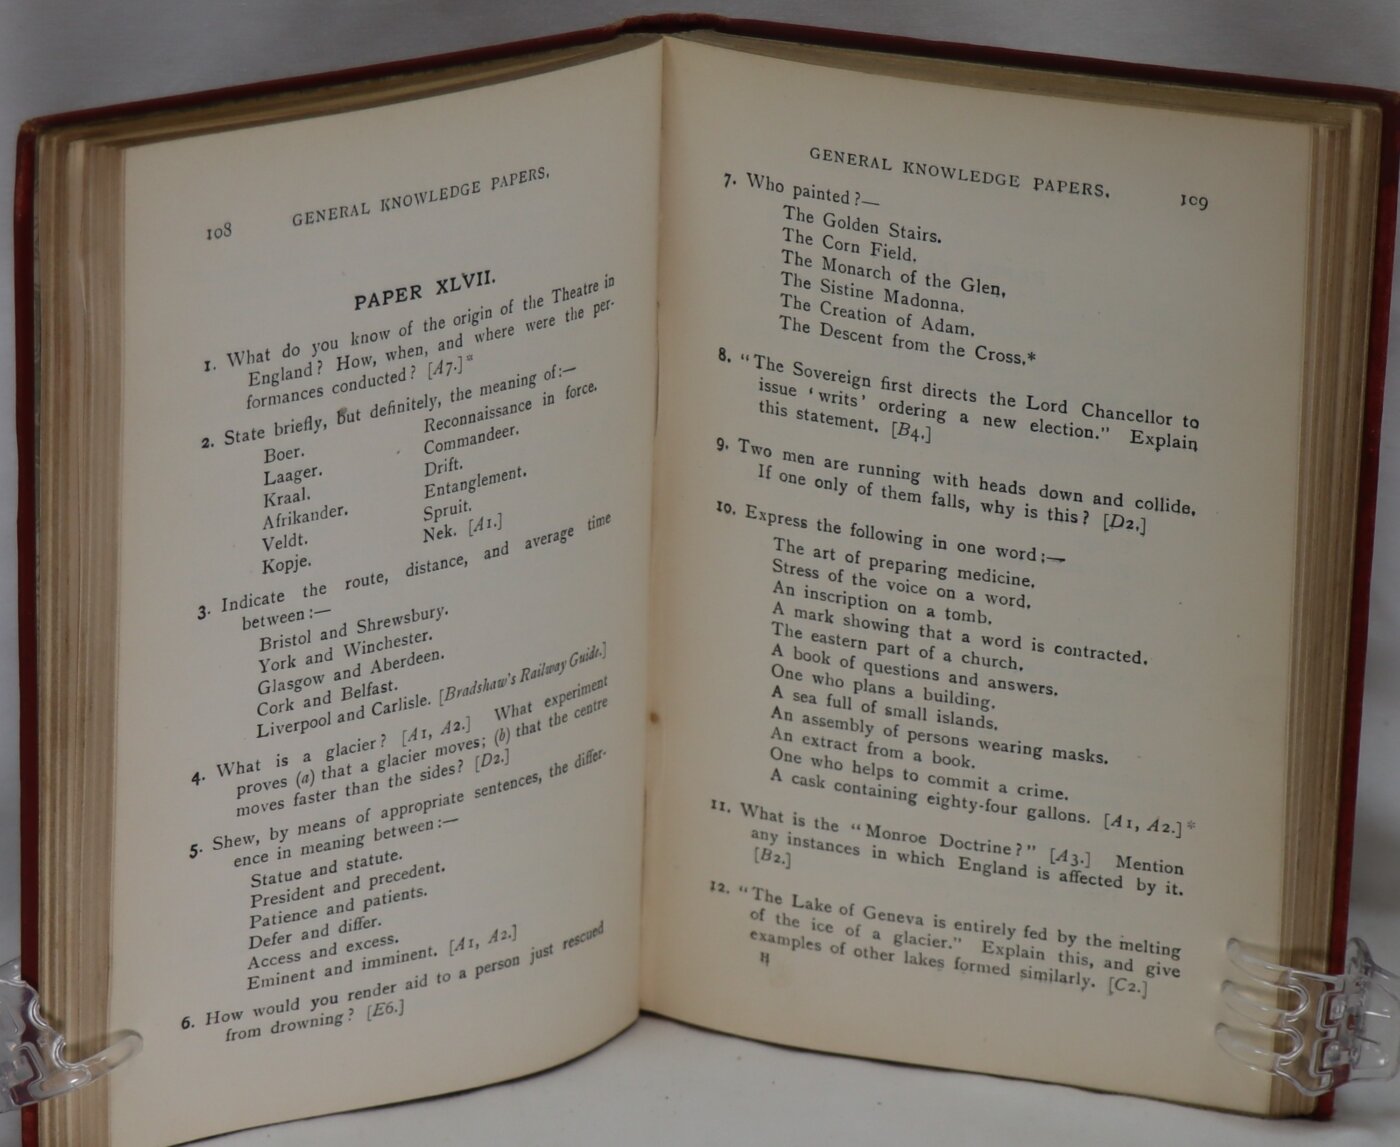 108 GENERAL KNOWLEDGE PAPERS.
PAPER XLVII.
1. What do you know of the origin of the Theatre in
England? How, when, and where were the per-
formances conducted? [A7.]*
2. State briefly, but definitely, the meaning of:—
Boer.
Laager.
Kraal.
Afrikander.
Veldt.
Kopje.
Reconnaissance in force.
Commandeer.
Drift.
Entanglement.
Spruit.
Nek. [A1.]
3. Indicate the route, distance, and average time
between:—
Bristol and Shrewsbury.
York and Winchester.
Glasgow and Aberdeen.
Cork and Belfast.
Liverpool and Carlisle. [Bradshaw's Railway Guide.]
4. What is a glacier? [A1, A2.] What experiment
proves (a) that a glacier moves; (b) that the centre
moves faster than the sides? [D2.]
5. Shew, by means of appropriate sentences, the differ-
ence in meaning between:—
Statue and statute.
President and precedent.
Patience and patients.
Defer and differ.
Access and excess.
Eminent and imminent. [A1, A2.]
6. How would you render aid to a person just rescued
from drowning? [E6.]
GENERAL KNOWLEDGE PAPERS. 109
7. Who painted?—
The Golden Stairs.
The Corn Field.
The Monarch of the Glen.
The Sistine Madonna.
The Creation of Adam.
The Descent from the Cross.*
8. "The Sovereign first directs the Lord Chancellor to
issue 'writs' ordering a new election." Explain
this statement. [B4.]
9. Two men are running with heads down and collide.
If one only of them falls, why is this? [D2.]
10. Express the following in one word:—
The art of preparing medicine.
Stress of the voice on a word.
An inscription on a tomb.
A mark showing that a word is contracted.
The eastern part of a church.
A book of questions and answers.
One who plans a building.
A sea full of small islands.
An assembly of persons wearing masks.
An extract from a book.
One who helps to commit a crime.
A cask containing eighty-four gallons. [A1, A2.]*
11. What is the "Monroe Doctrine?" [A3.] Mention
any instances in which England is affected by it.
[B2.]
12. "The Lake of Geneva is entirely fed by the melting
of the ice of a glacier." Explain this, and give
examples of other lakes formed similarly. [C2.]
H